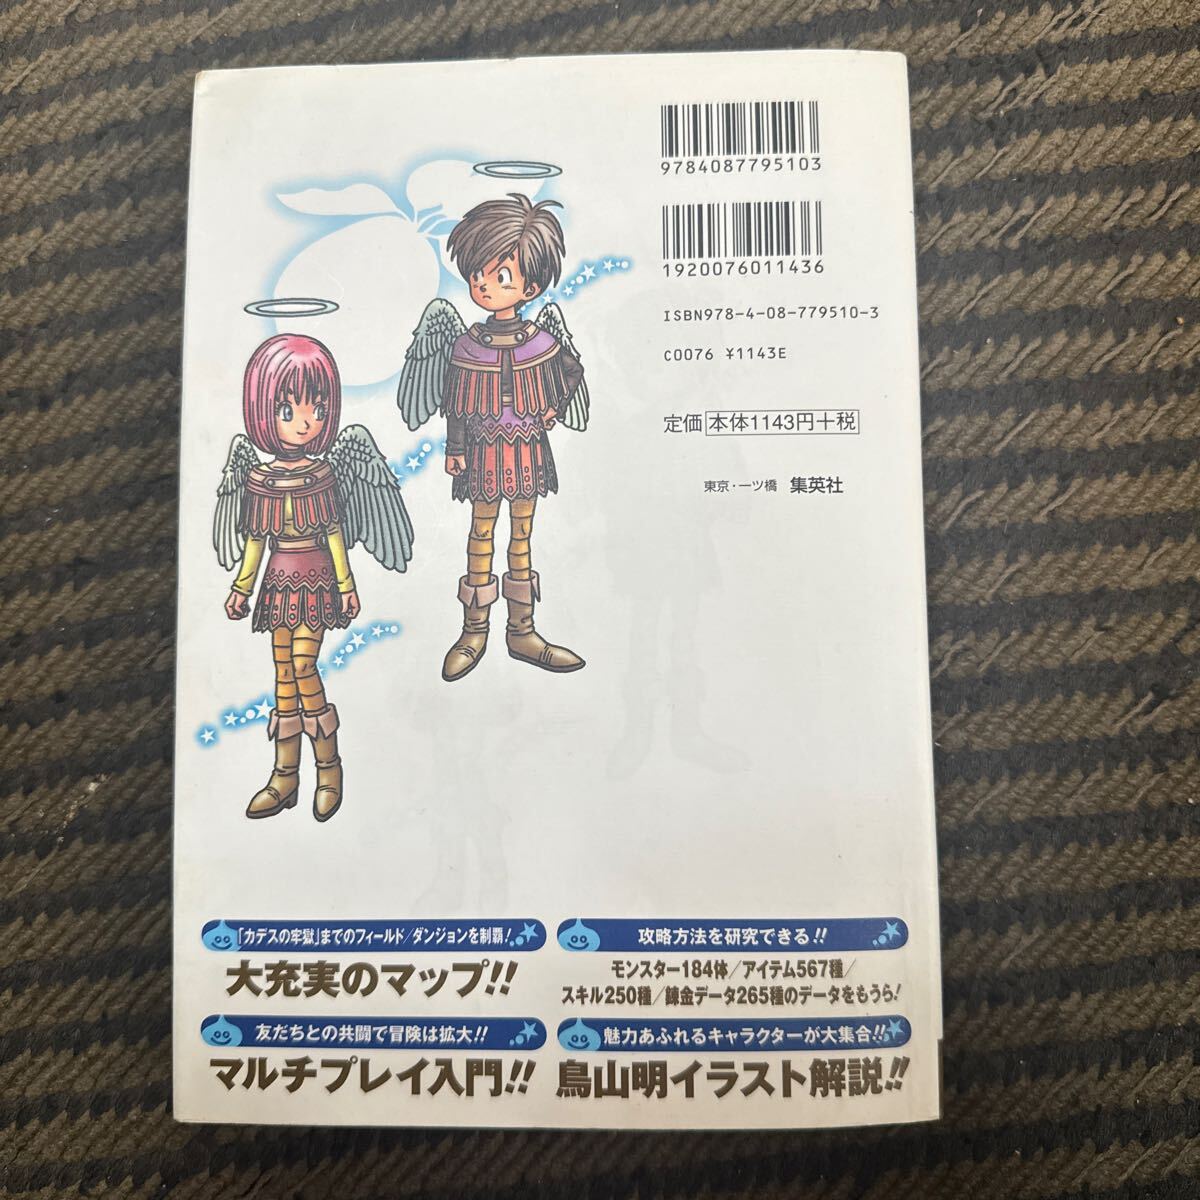 9784087795103
1920076011436
ISBN978-4-08-779510-3
C0076 ¥1143E
定価 本体1143円+税
東京・一ツ橋 集英社
「カデスの牢獄」までのフィールド/ダンジョンを制覇!
大充実のマップ!!
攻略方法を研究できる!!
モンスター184体/アイテム567種/
スキル250種/錬金データ265種のデータをもうら!
友だちとの共闘で冒険は拡大!!
マルチプレイ入門!!
魅力あふれるキャラクターが大集合!!
鳥山明イラスト解説!!